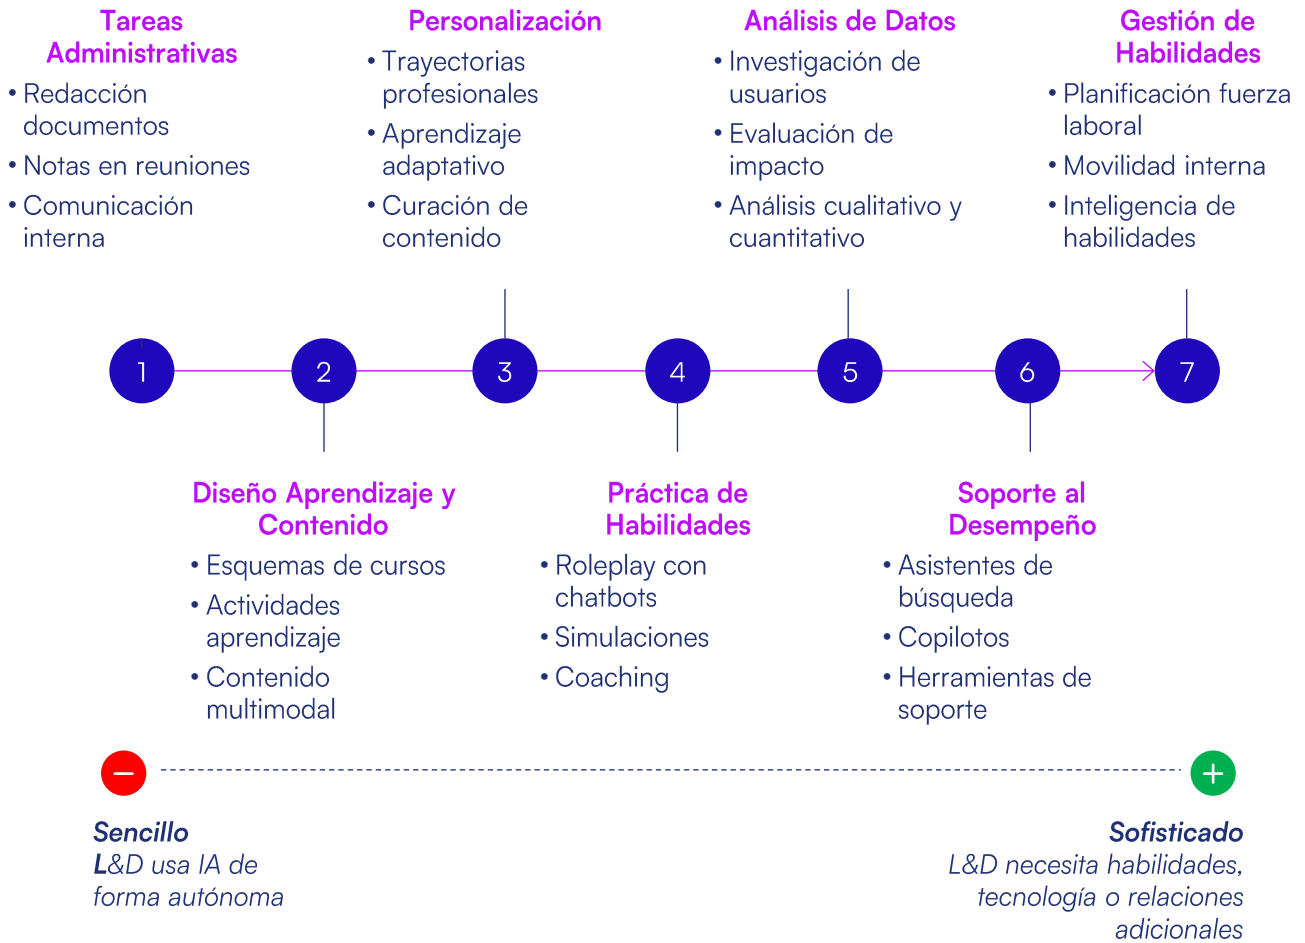 Tareas
Administrativas
• Redacción
documentos
• Notas en reuniones
• Comunicación
interna
Personalización
• Trayectorias
profesionales
• Aprendizaje
adaptativo
• Curación de
contenido
Análisis de Datos
• Investigación de
usuarios
• Evaluación de
impacto
• Análisis cualitativo y
cuantitativo
Gestión de
Habilidades
• Planificación fuerza
laboral
• Movilidad interna
• Inteligencia de
habilidades
1
2
3
4
5
6
7
Diseño Aprendizaje y
Contenido
• Esquemas de cursos
• Actividades
aprendizaje
• Contenido
multimodal
Práctica de
Habilidades
• Roleplay con
chatbots
• Simulaciones
• Coaching
Soporte al
Desempeño
• Asistentes de
búsqueda
• Copilotos
• Herramientas de
soporte
−
+
Sencillo
L&D usa IA de
forma autónoma
Sofisticado
L&D necesita habilidades,
tecnología o relaciones
adicionales